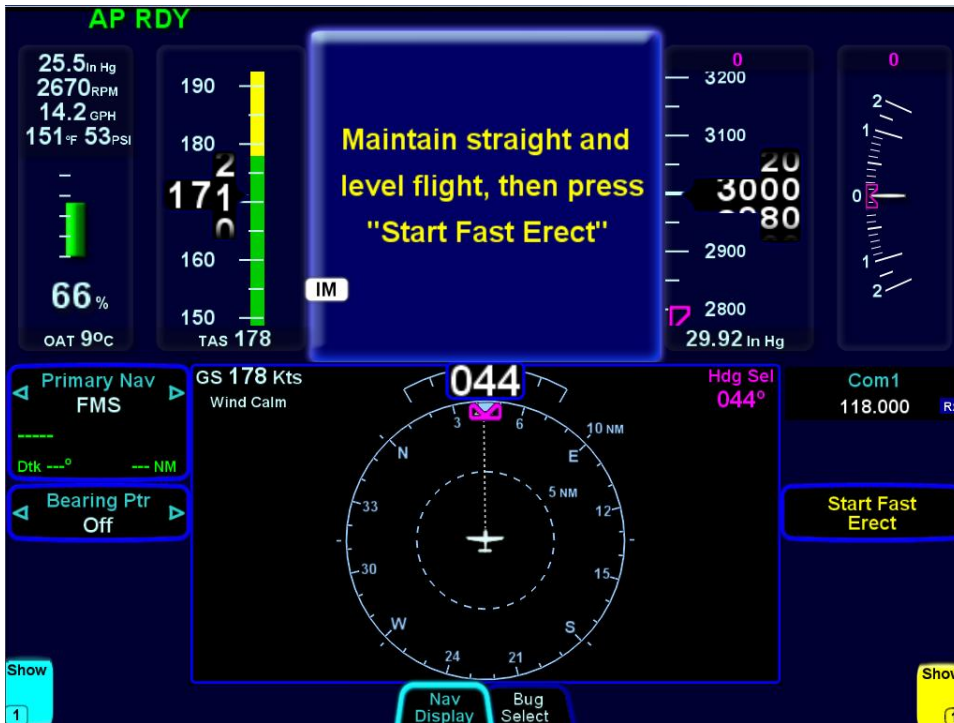 AP RDY
25.5 In Hg
2670 RPM
14.2 GPH
151 °F 53 PSI
66 %
OAT 9°C
190
180
2
171
0
160
150
TAS 178
Maintain straight and
level flight, then press
"Start Fast Erect"
IM
0
3200
3100
20
3000
80
2900
2800
29.92 In Hg
0
2
1
0
1
2
Primary Nav
FMS
-----
Dtk ---° --- NM
Bearing Ptr
Off
GS 178 Kts
Wind Calm
044
Hdg Sel
044°
3
6
10 NM
N
E
5 NM
33
12
30
15
W
S
24
21
Com1
118.000
Start Fast
Erect
Show
1
Nav
Display
Bug
Select